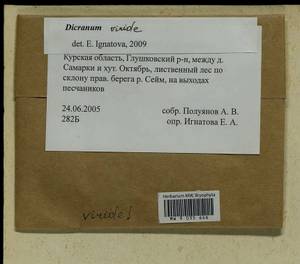 Dicranum viride
det. E. Ignatova, 2009
Курская область, Глушковский р-н, между д.
Самарки и хут. Октябрь, лиственный лес по
склону прав. берега р. Сейм, на выходах
песчаников
24.06.2005
282Б
собр. Полуянов А. В.
опр. Игнатова Е. А.
Herbarium MW, Bryophyta
viride!